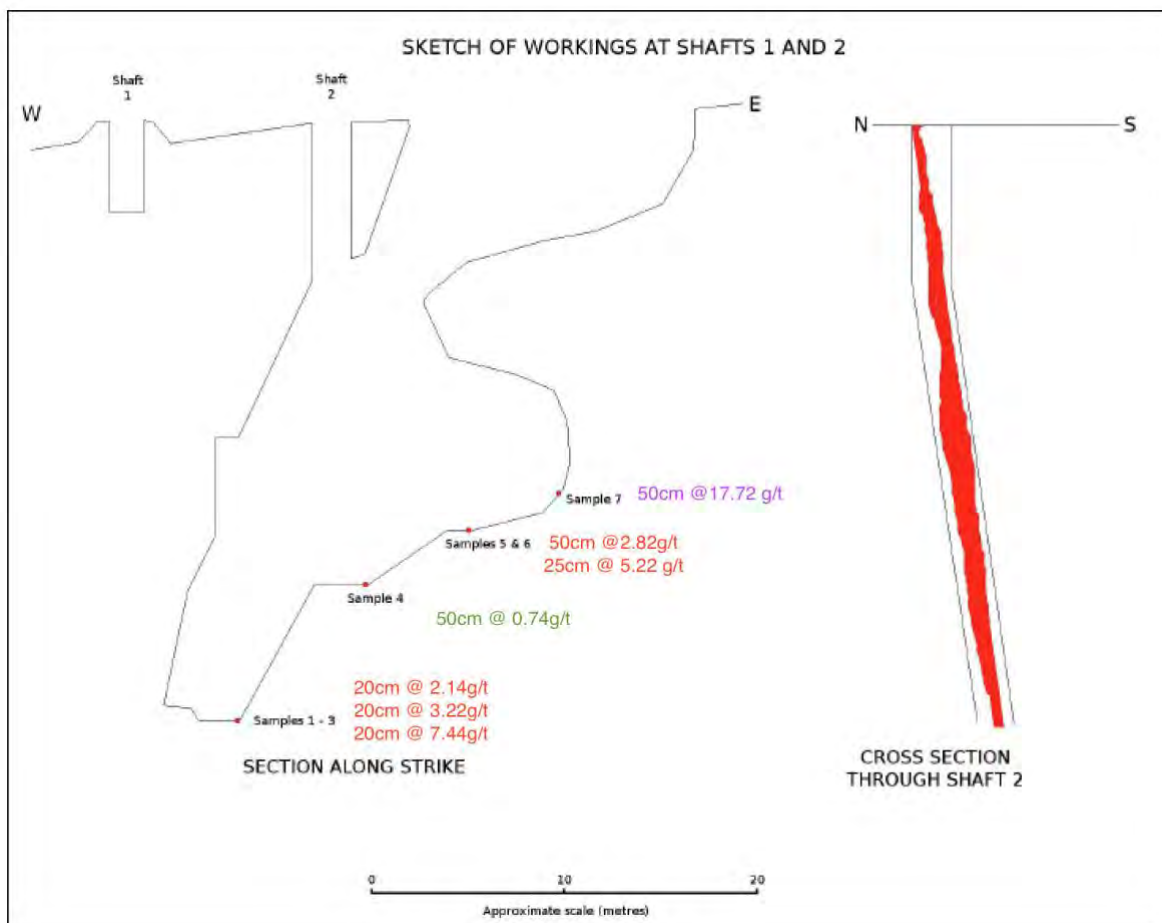 SKETCH OF WORKINGS AT SHAFTS 1 AND 2
Shaft
1
Shaft
2
W
E
N
S
Sample 7
50cm @17.72 g/t
Samples 5 & 6
50cm @2.82g/t
25cm @ 5.22 g/t
Sample 4
50cm @ 0.74g/t
20cm @ 2.14g/t
Samples 1 - 3
20cm @ 3.22g/t
20cm @ 7.44g/t
SECTION ALONG STRIKE
CROSS SECTION
THROUGH SHAFT 2
0
10
20
Approximate scale (metres)